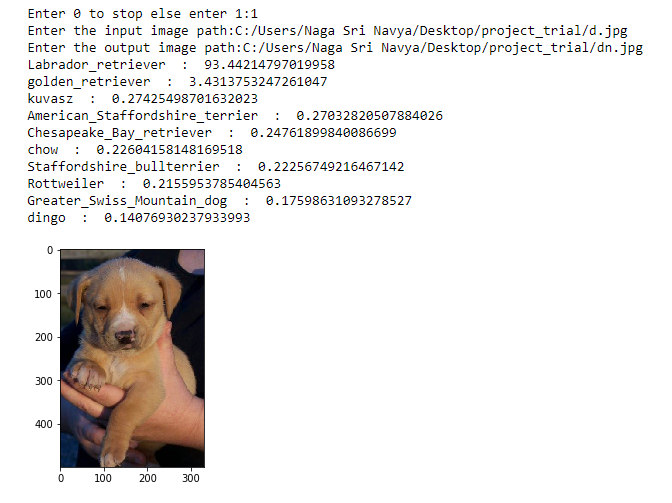 Enter 0 to stop else enter 1:1
Enter the input image path:C:/Users/Naga Sri Navya/Desktop/project_trial/d.jpg
Enter the output image path:C:/Users/Naga Sri Navya/Desktop/project_trial/dn.jpg
Labrador_retriever  :  93.44214797019958
golden_retriever  :  3.4313753247261047
kuvasz  :  0.27425498701632023
American_Staffordshire_terrier  :  0.27032820507884026
Chesapeake_Bay_retriever  :  0.24761899840086699
chow  :  0.22604158148169518
Staffordshire_bullterrier  :  0.22256749216467142
Rottweiler  :  0.2155953785404563
Greater_Swiss_Mountain_dog  :  0.17598631093278527
dingo  :  0.14076930237933993
0
100
200
300
400
0 100 200 300